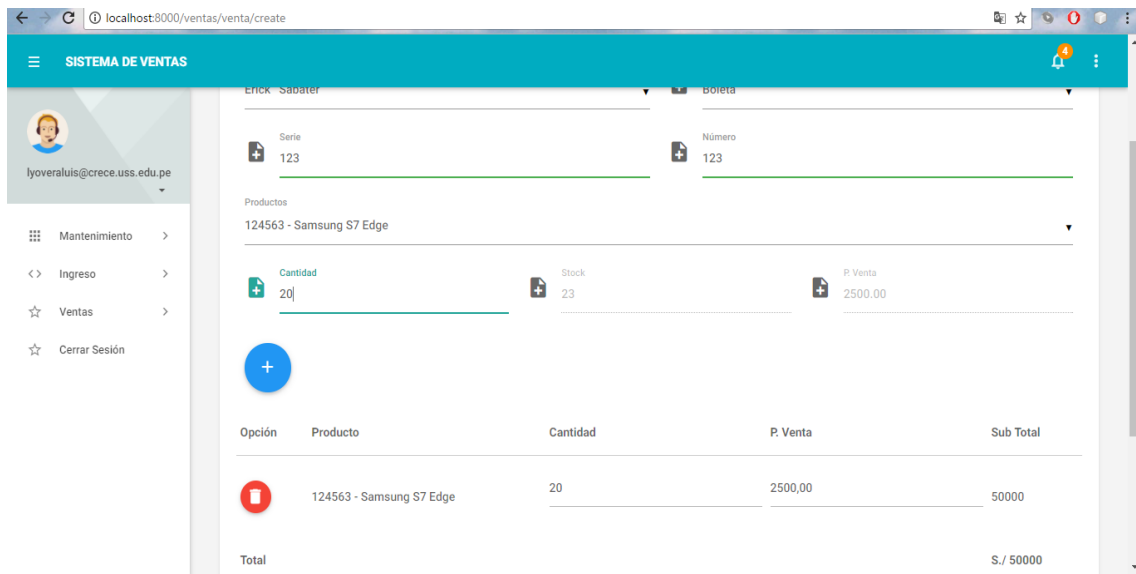 localhost:8000/ventas/venta/create
SISTEMA DE VENTAS
4
lyoveraluis@crece.uss.edu.pe
Mantenimiento
Ingreso
Ventas
Cerrar Sesión
Erick Sabater
Boleta
Serie
123
Número
123
Productos
124563 - Samsung S7 Edge
Cantidad
20
Stock
23
P. Venta
2500.00
Opción Producto Cantidad P. Venta Sub Total
124563 - Samsung S7 Edge 20 2500,00 50000
Total S./ 50000